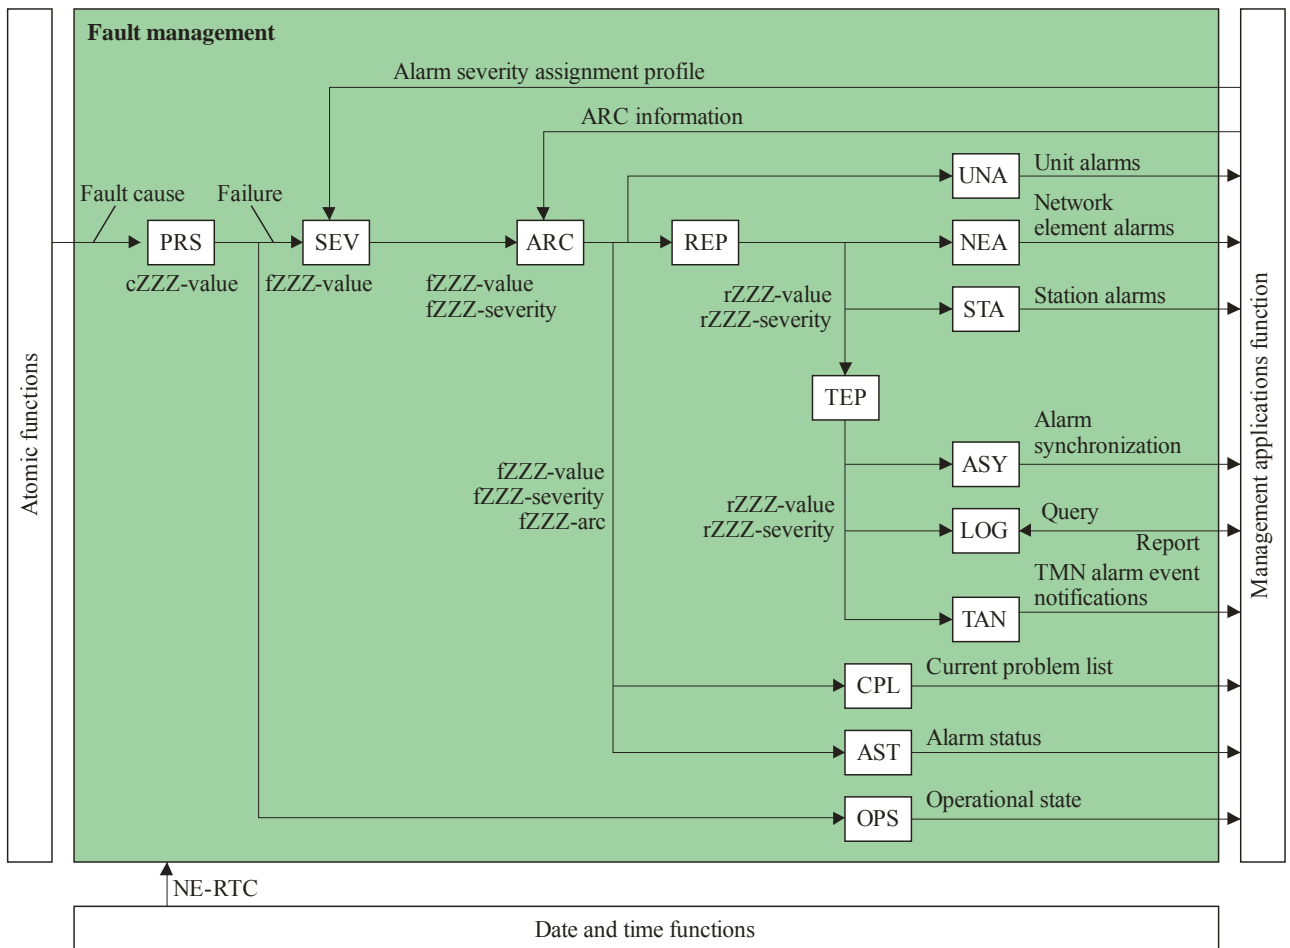 Fault management
Alarm severity assignment profile
ARC information
Unit alarms
UNA
Fault cause
Failure
Network
element alarms
PRS
SEV
ARC
REP
NEA
cZZZ-value
fZZZ-value
fZZZ-value
fZZZ-severity
rZZZ-value
rZZZ-severity
STA
Station alarms
TEP
Alarm
synchronization
ASY
fZZZ-value
fZZZ-severity
fZZZ-arc
rZZZ-value
rZZZ-severity
LOG
Query
Report
TMN alarm event
notifications
TAN
CPL
Current problem list
AST
Alarm status
OPS
Operational state
Atomic functions
Management applications function
NE-RTC
Date and time functions